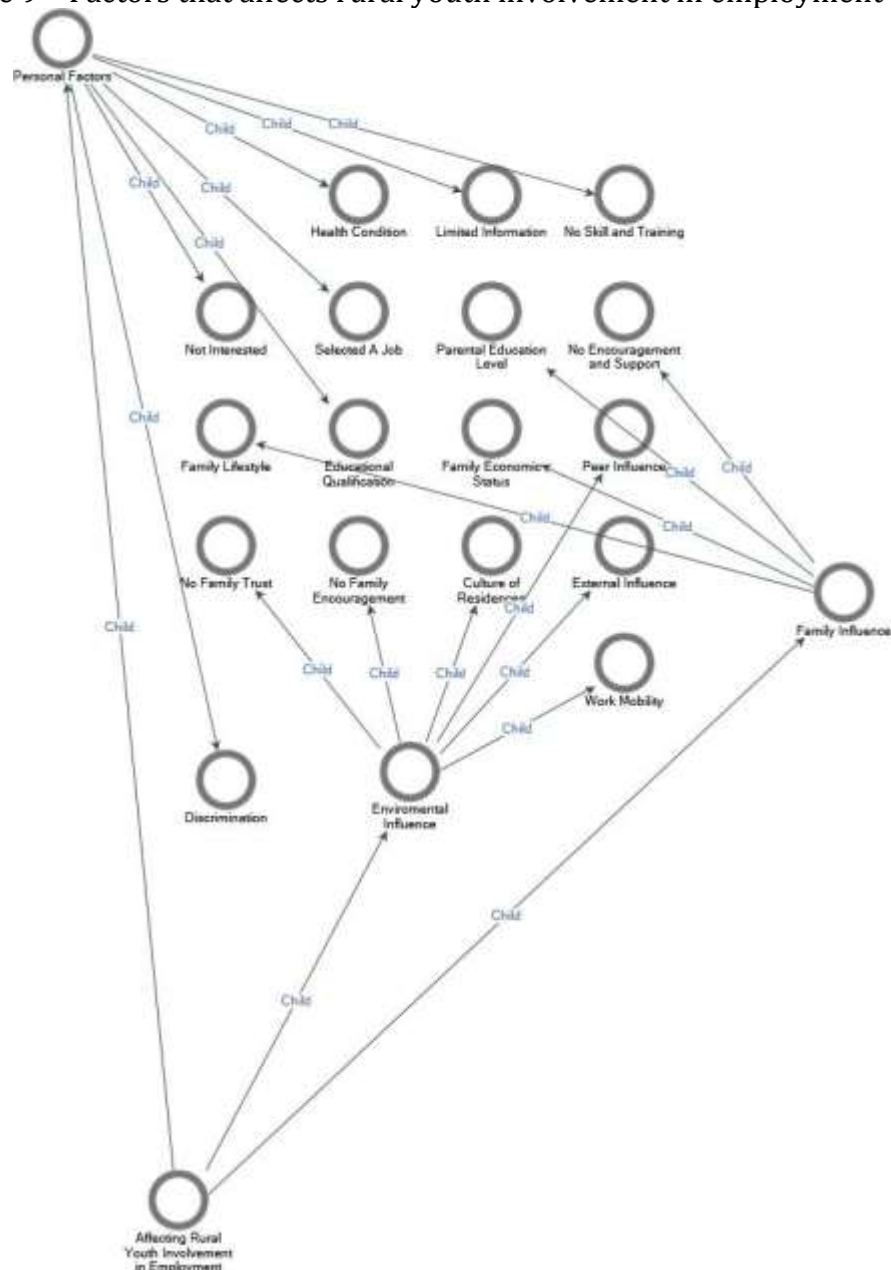 Factors that affects rural youth involvement in employment
Personal Factors
Child
Child
Child
Child
Child
Child
Health Condition
Limited Information
No Skill and Training
Not Interested
Selected A Job
Parental Education
Level
No Encouragement
and Support
Child
Family Lifestyle
Educational
Qualification
Family Economic
Status
Peer Influence
Child
Child
Child
Child
No Family Trust
No Family
Encouragement
Culture of
Residences
External Influence
Child
Child
Family Influence
Child
Child
Child
Child
Work Mobility
Child
Discrimination
Enviromental
Influence
Child
Child
Affecting Rural
Youth Involvement
in Employment